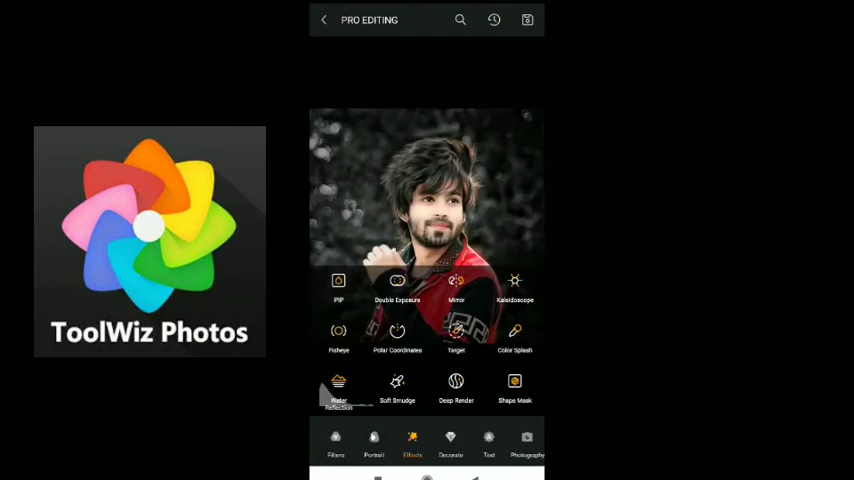 PRO EDITING
ToolWiz Photos
PIP Double Exposure Mirror Kaleidoscope
Fisheye Polar Coordinates Target Color Splash
Water Reflection Soft Smudge Deep Render Shape Mask
Filters Portrait Effects Decorate Text Photography